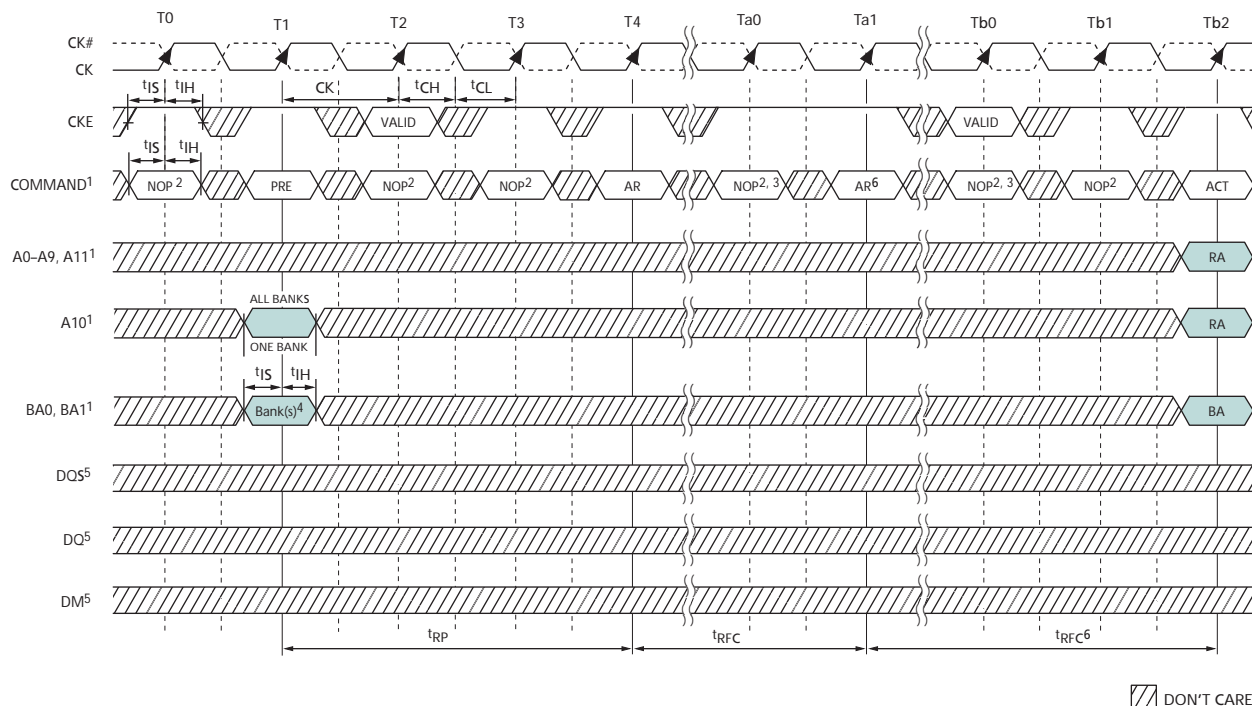 T0 T1 T2 T3 T4 Ta0 Ta1 Tb0 Tb1 Tb2
CK#
CK
tIS tIH CK tCH tCL
CKE VALID VALID
tIS tIH
COMMAND1 NOP2 PRE NOP2 NOP2 AR NOP2, 3 AR6 NOP2, 3 NOP2 ACT
A0–A9, A111 RA
ALL BANKS
A101 RA
ONE BANK
tIS tIH
BA0, BA11 Bank(s)4 BA
DQS5
DQ5
DM5
tRP tRFC tRFC6
DON'T CARE